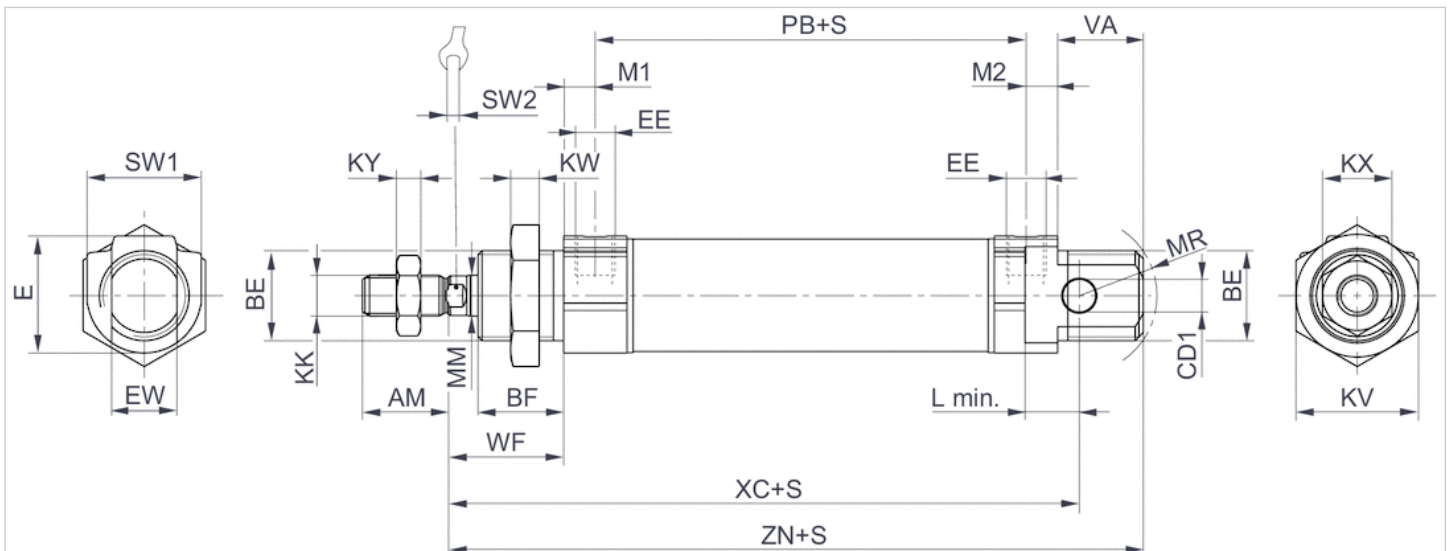 PB+S VA
M1 M2
SW2 EE
SW1 KY KW EE KX
MR
E BE BE
KK MM CD1
EW AM BF L min. KV
WF
XC+S
ZN+S